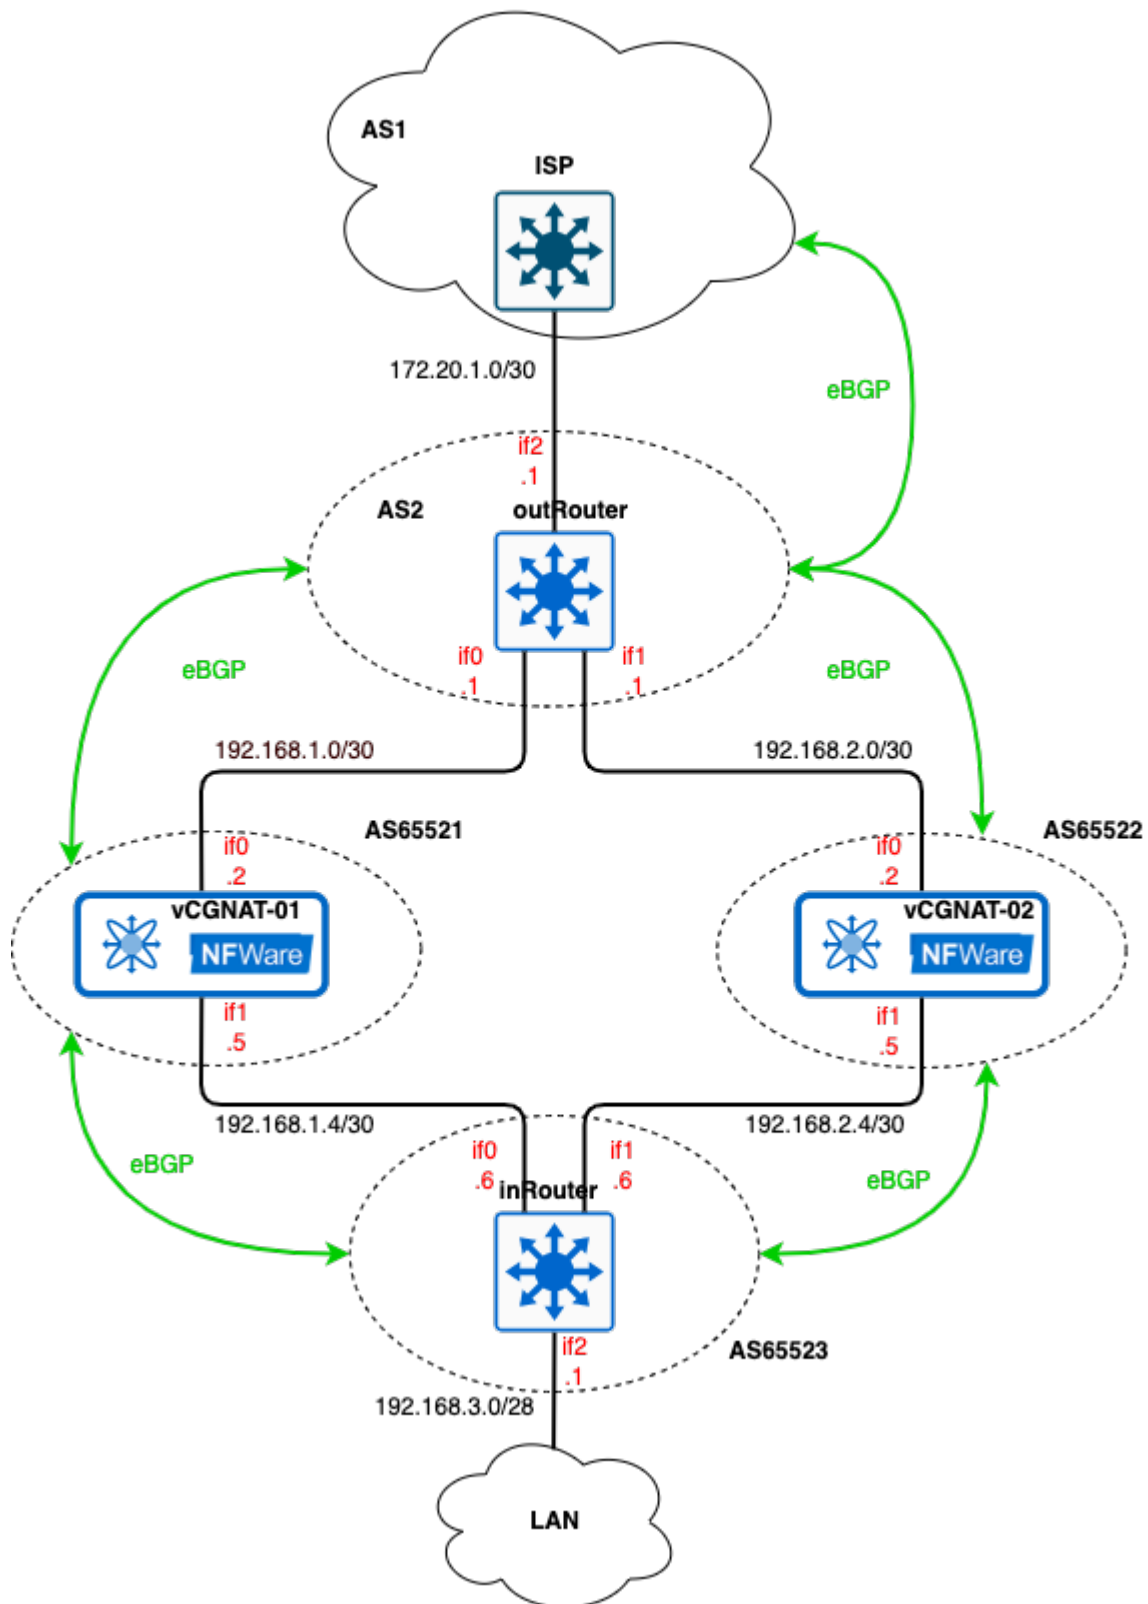 AS1
ISP
172.20.1.0/30
eBGP
if2
.1
AS2
outRouter
if0
.1
if1
.1
eBGP
eBGP
192.168.1.0/30
192.168.2.0/30
AS65521
AS65522
if0
.2
if0
.2
vCGNAT-01
NFWare
vCGNAT-02
NFWare
if1
.5
if1
.5
192.168.1.4/30
192.168.2.4/30
eBGP
eBGP
if0
.6
if1
.6
inRouter
if2
.1
AS65523
192.168.3.0/28
LAN